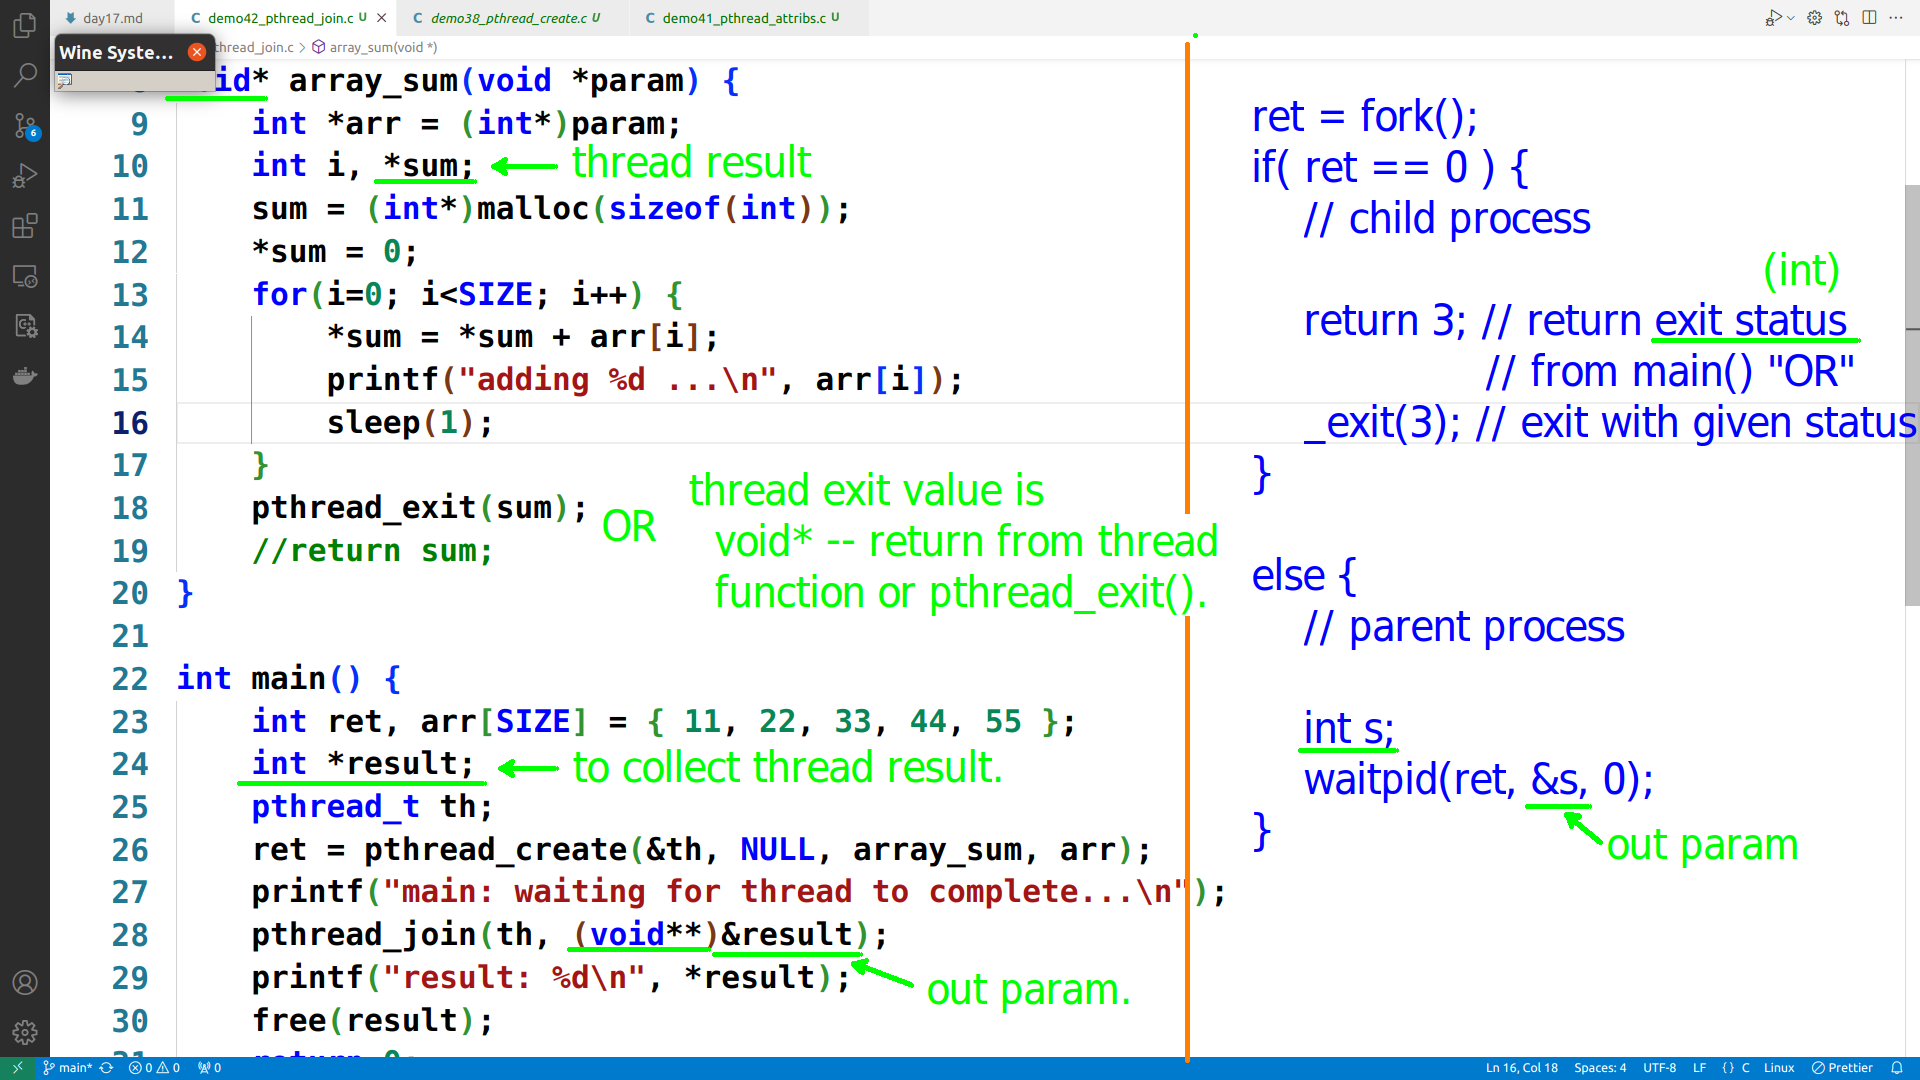 day17.md
demo42_pthread_join.c U
demo38_pthread_create.c U
demo41_pthread_attribs.c U
Wine Syste...
thread_join.c > array_sum(void *)
id* array_sum(void *param) {
9 int *arr = (int*)param;
10 int i, *sum; thread result
11 sum = (int*)malloc(sizeof(int));
12 *sum = 0;
13 for(i=0; i<SIZE; i++) {
14 *sum = *sum + arr[i];
15 printf("adding %d ...\n", arr[i]);
16 sleep(1);
17 }
18 pthread_exit(sum);
OR
19 //return sum;
20 }
21
thread exit value is
void* -- return from thread
function or pthread_exit().
22 int main() {
23 int ret, arr[SIZE] = { 11, 22, 33, 44, 55 };
24 int *result; to collect thread result.
25 pthread_t th;
26 ret = pthread_create(&th, NULL, array_sum, arr);
27 printf("main: waiting for thread to complete...\n");
28 pthread_join(th, (void**)&result);
29 printf("result: %d\n", *result);
out param.
30 free(result);
ret = fork();
if( ret == 0 ) {
// child process
(int)
return 3; // return exit status
// from main() "OR"
_exit(3); // exit with given status
}
else {
// parent process
int s;
waitpid(ret, &s, 0);
}
out param
6
main* 0 0 0
Ln 16, Col 18 Spaces: 4 UTF-8 LF {} C Linux Prettier